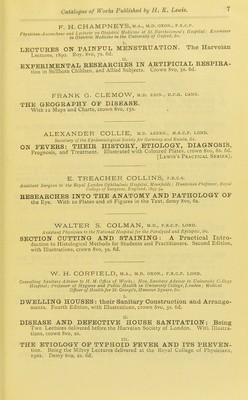 Catalogue of Works Published by H. K. Lewis. 7
F. H. CHAMPNEYS, M.A., M.D. OXON., F.R.C.P.
Physician-Accoucheur and Lecturer on Obstetric Medicine at St. Bartholomew's Hospital: Examiner
in Obstetric Medicine in the University of Oxford, &c.
I.
LECTURES ON PAINFUL MENSTRUATION. The Harveian
Lectures, 1890. Roy. 8vo, 7s. 6d.
II.
EXPERIMENTAL RESEARCHES IN ARTIFICIAL RESPIRA-
tion in Stillborn Children, and Allied Subjects. Crown 8vo, 3s. 6d.
FRANK G. CLEMOW, M.D. EDIN., D.P.H. CAMB.
THE GEOGRAPHY OF DISEASE.
With 12 Maps and Charts, crown 8vo, 15s.
ALEXANDER COLLIE, M.D. ABERD., M.R.C.P. LOND.
Secretary of the Epidemiological Society for Germany and Russia, &c.
ON FEVERS: THEIR HISTORY, ETIOLOGY, DIAGNOSIS,
Prognosis, and Treatment. Illustrated with Coloured Plates, crown 8vo, 8s. 6d.
[LEWIS'S PRACTICAL SERIES].
E. TREACHER COLLINS, F.R.C.S.
Assistant Surgeon to the Royal London Ophthalmic Hospital, Moorfields; Hunterian Professor, Royal
College of Surgeons, England, 1893-94.
RESEARCHES INTO THE ANATOMY AND PATHOLOGY OF
the Eye. With 10 Plates and 28 Figures in the Text, demy 8vo, 6s.
WALTER S. COLMAN, M.D., F.R.C.P. LOND.
Assistant Physician to the National Hospital for the Paralysed and Epileptic, &c.
SECTION CUTTING AND STAINING: A Practical Intro-
duction to Histological Methods for Students and Practitioners. Second Edition,
with Illustrations, crown 8vo, 3s. 6d.
W. H. CORFIELD, M.A., M.D. OXON., F.R.C.P. LOND.
Consulting Sanitary Adviser to H. M. Office of Works; Hon. Sanitary Adviser to University College
Hospital; Professor of Hygiene and Public Health in University College, London; Medical
Officer of Health for St. George's, Hanover Square, &c.
I.
DWELLING HOUSES: their Sanitary Construction and Arrange-
ments. Fourth Edition, with Illustrations, crown 8vo, 3s. 6d.
II.
DISEASE AND DEFECTIVE HOUSE SANITATION; Being
Two Lectures delivered before the Harveian Society of London. With Illustra-
tions, crown 8vo, 2s.
III.
THE ETIOLOGY OF TYPHOID FEVER AND ITS PREVEN-
tion. Being the Milroy Lectures delivered at the Royal College of Physicians,
1902. Demy 8vo, 2s. 6d.